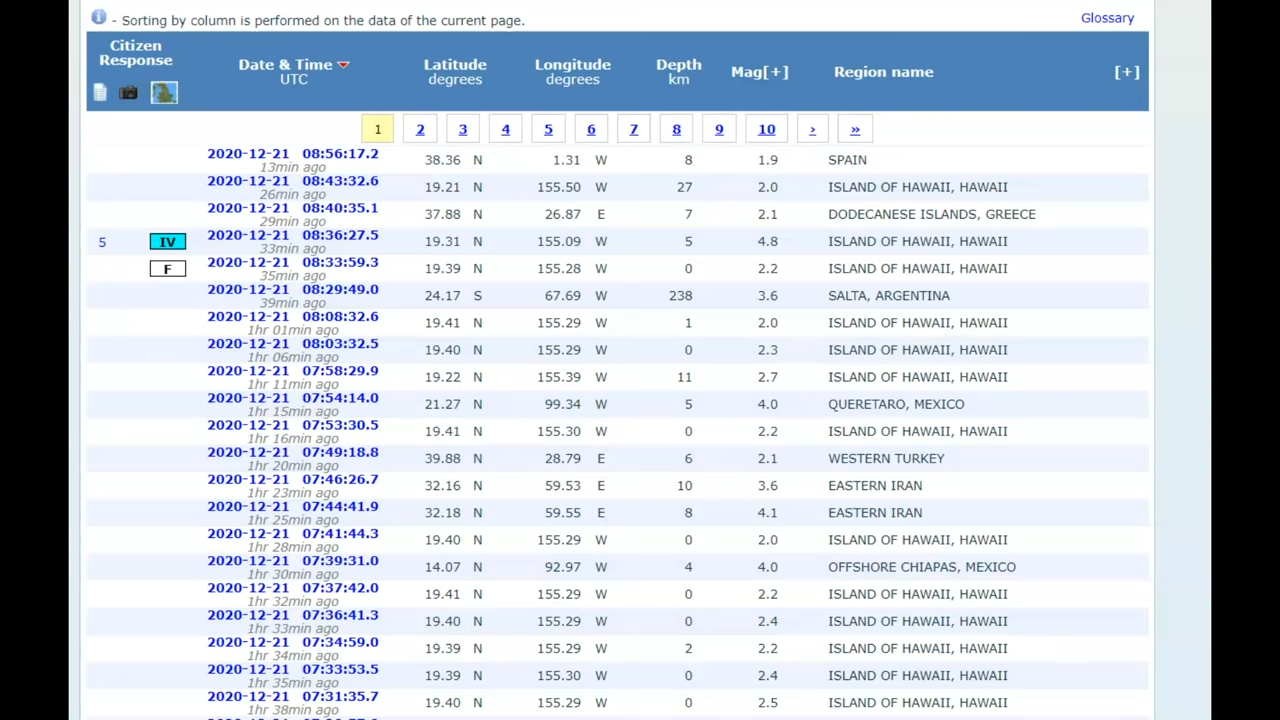 - Sorting by column is performed on the data of the current page.
Glossary
Citizen Response
Date & Time UTC
Latitude degrees
Longitude degrees
Depth km
Mag[+]
Region name
[+]
1 2 3 4 5 6 7 8 9 10 › »
2020-12-21 08:56:17.2 13min ago 38.36 N 1.31 W 8 1.9 SPAIN
2020-12-21 08:43:32.6 26min ago 19.21 N 155.50 W 27 2.0 ISLAND OF HAWAII, HAWAII
2020-12-21 08:40:35.1 29min ago 37.88 N 26.87 E 7 2.1 DODECANESE ISLANDS, GREECE
5 IV 2020-12-21 08:36:27.5 33min ago 19.31 N 155.09 W 5 4.8 ISLAND OF HAWAII, HAWAII
F 2020-12-21 08:33:59.3 35min ago 19.39 N 155.28 W 0 2.2 ISLAND OF HAWAII, HAWAII
2020-12-21 08:29:49.0 39min ago 24.17 S 67.69 W 238 3.6 SALTA, ARGENTINA
2020-12-21 08:08:32.6 1hr 01min ago 19.41 N 155.29 W 1 2.0 ISLAND OF HAWAII, HAWAII
2020-12-21 08:03:32.5 1hr 06min ago 19.40 N 155.29 W 0 2.3 ISLAND OF HAWAII, HAWAII
2020-12-21 07:58:29.9 1hr 11min ago 19.22 N 155.39 W 11 2.7 ISLAND OF HAWAII, HAWAII
2020-12-21 07:54:14.0 1hr 15min ago 21.27 N 99.34 W 5 4.0 QUERETARO, MEXICO
2020-12-21 07:53:30.5 1hr 16min ago 19.41 N 155.30 W 0 2.2 ISLAND OF HAWAII, HAWAII
2020-12-21 07:49:18.8 1hr 20min ago 39.88 N 28.79 E 6 2.1 WESTERN TURKEY
2020-12-21 07:46:26.7 1hr 23min ago 32.16 N 59.53 E 10 3.6 EASTERN IRAN
2020-12-21 07:44:41.9 1hr 25min ago 32.18 N 59.55 E 8 4.1 EASTERN IRAN
2020-12-21 07:41:44.3 1hr 28min ago 19.40 N 155.29 W 0 2.0 ISLAND OF HAWAII, HAWAII
2020-12-21 07:39:31.0 1hr 30min ago 14.07 N 92.97 W 4 4.0 OFFSHORE CHIAPAS, MEXICO
2020-12-21 07:37:42.0 1hr 32min ago 19.41 N 155.29 W 0 2.2 ISLAND OF HAWAII, HAWAII
2020-12-21 07:36:41.3 1hr 33min ago 19.40 N 155.29 W 0 2.4 ISLAND OF HAWAII, HAWAII
2020-12-21 07:34:59.0 1hr 34min ago 19.39 N 155.29 W 2 2.2 ISLAND OF HAWAII, HAWAII
2020-12-21 07:33:53.5 1hr 35min ago 19.39 N 155.30 W 0 2.4 ISLAND OF HAWAII, HAWAII
2020-12-21 07:31:35.7 1hr 38min ago 19.40 N 155.29 W 0 2.5 ISLAND OF HAWAII, HAWAII